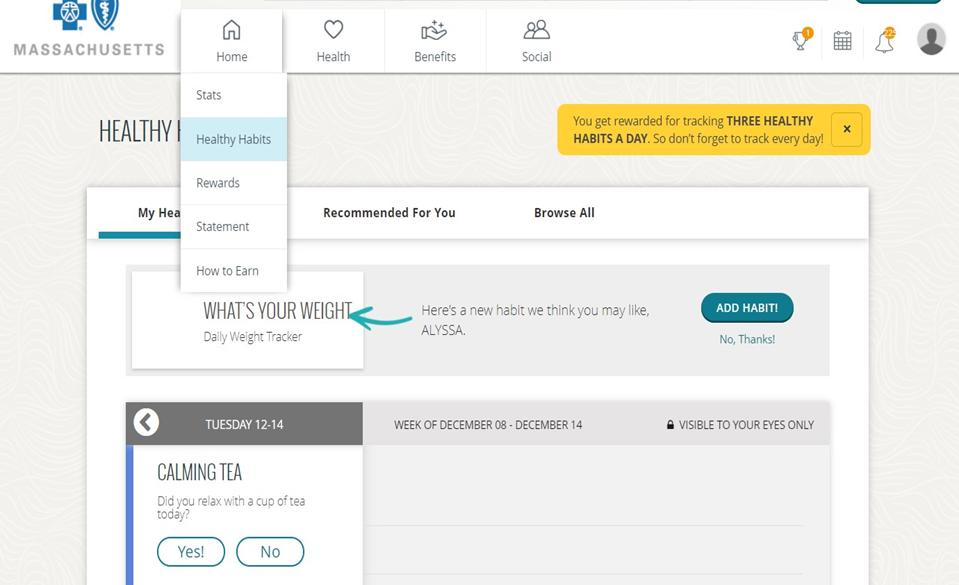 MASSACHUSETTS
Home
Health
Benefits
Social
1
Stats
Healthy Habits
Rewards
Statement
How to Earn
HEALTHY
You get rewarded for tracking THREE HEALTHY
HABITS A DAY. So don't forget to track every day!
×
My Hea
Recommended For You
Browse All
WHAT'S YOUR WEIGHT
Daily Weight Tracker
Here's a new habit we think you may like,
ALYSSA.
ADD HABIT!
No, Thanks!
TUESDAY 12-14
WEEK OF DECEMBER 08 - DECEMBER 14
VISIBLE TO YOUR EYES ONLY
CALMING TEA
Did you relax with a cup of tea
today?
Yes!
No